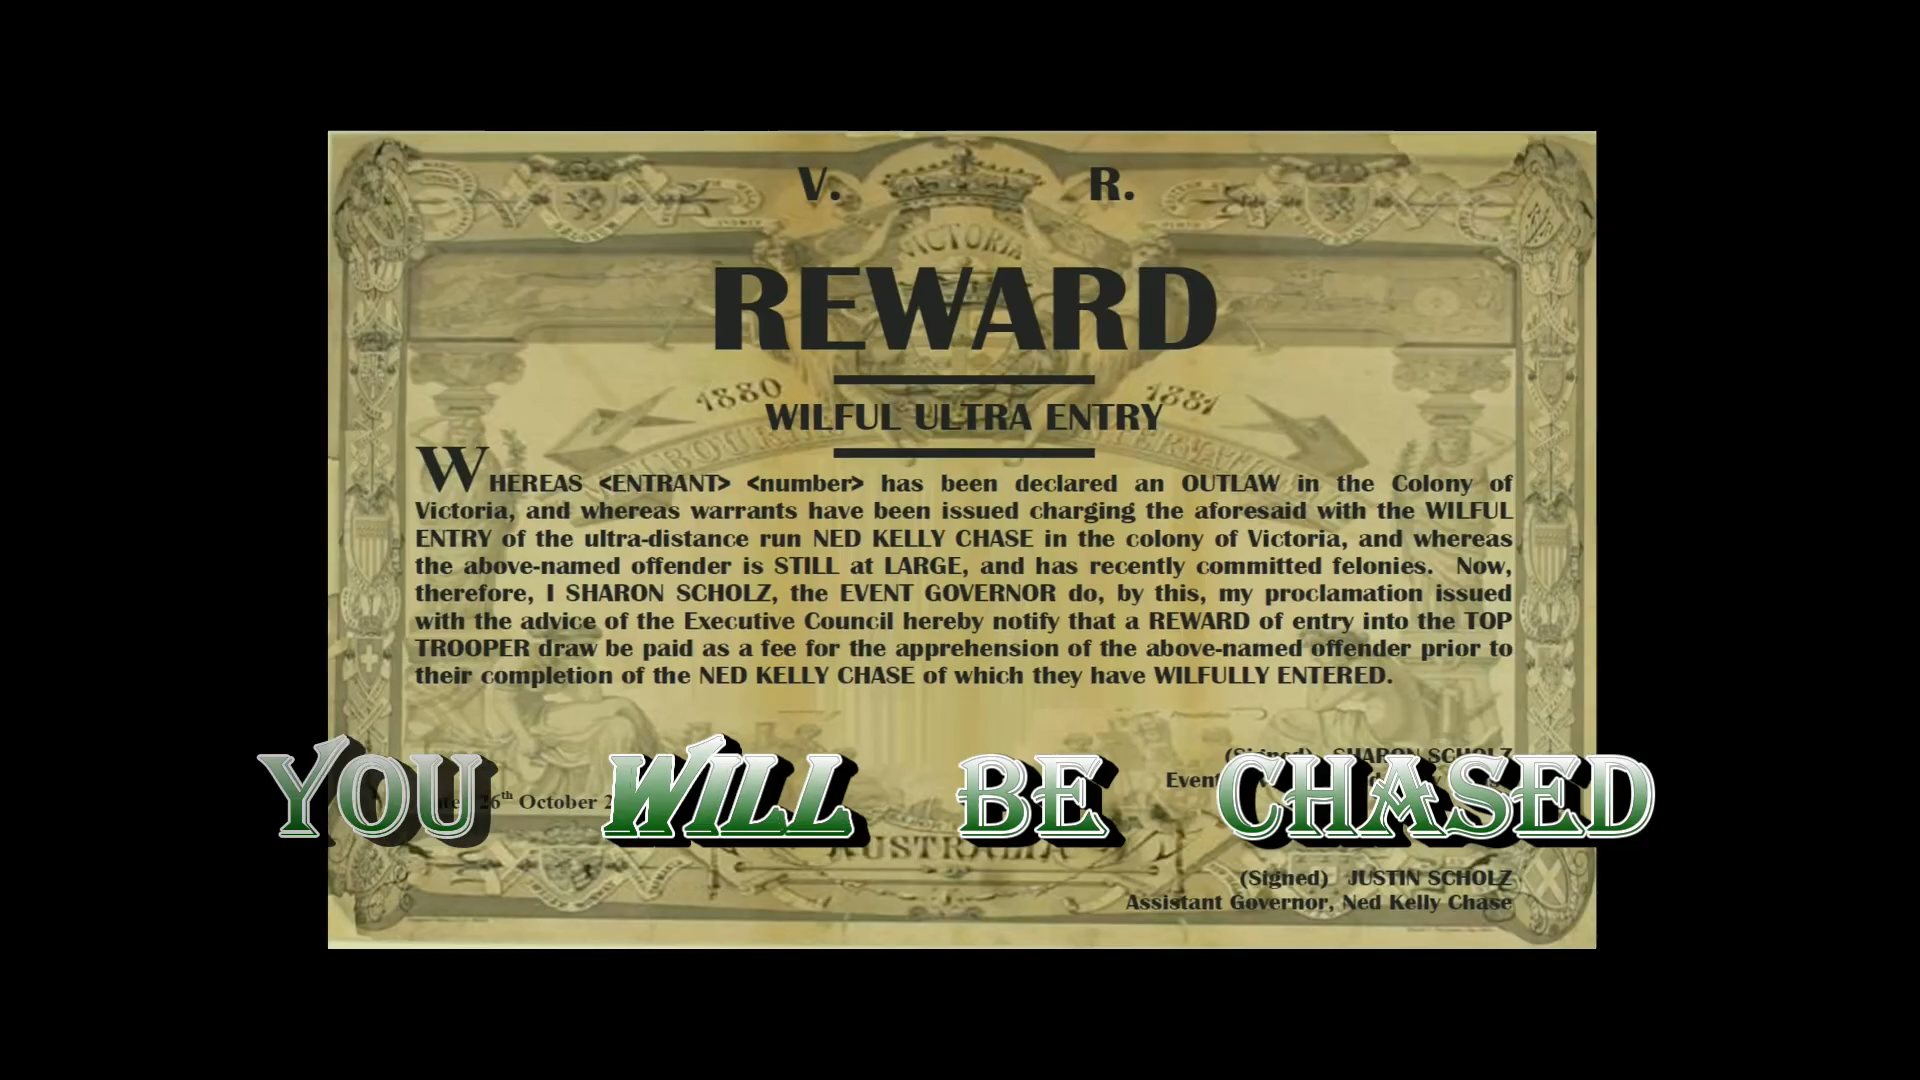 V. R.
VICTORIA
REWARD
1880 1881
WILFUL ULTRA ENTRY
WHEREAS <ENTRANT> <number> has been declared an OUTLAW in the Colony of
Victoria, and whereas warrants have been issued charging the aforesaid with the WILFUL
ENTRY of the ultra-distance run NED KELLY CHASE in the colony of Victoria, and whereas
the above-named offender is STILL at LARGE, and has recently committed felonies. Now,
therefore, I SHARON SCHOLZ, the EVENT GOVERNOR do, by this, my proclamation issued
with the advice of the Executive Council hereby notify that a REWARD of entry into the TOP
TROOPER draw be paid as a fee for the apprehension of the above-named offender prior to
their completion of the NED KELLY CHASE of which they have WILFULLY ENTERED.
(Signed) SHARON SCHOLZ
Event
26th October
YOU WILL BE CHASED
AUSTRALIA
(Signed) JUSTIN SCHOLZ
Assistant Governor, Ned Kelly Chase